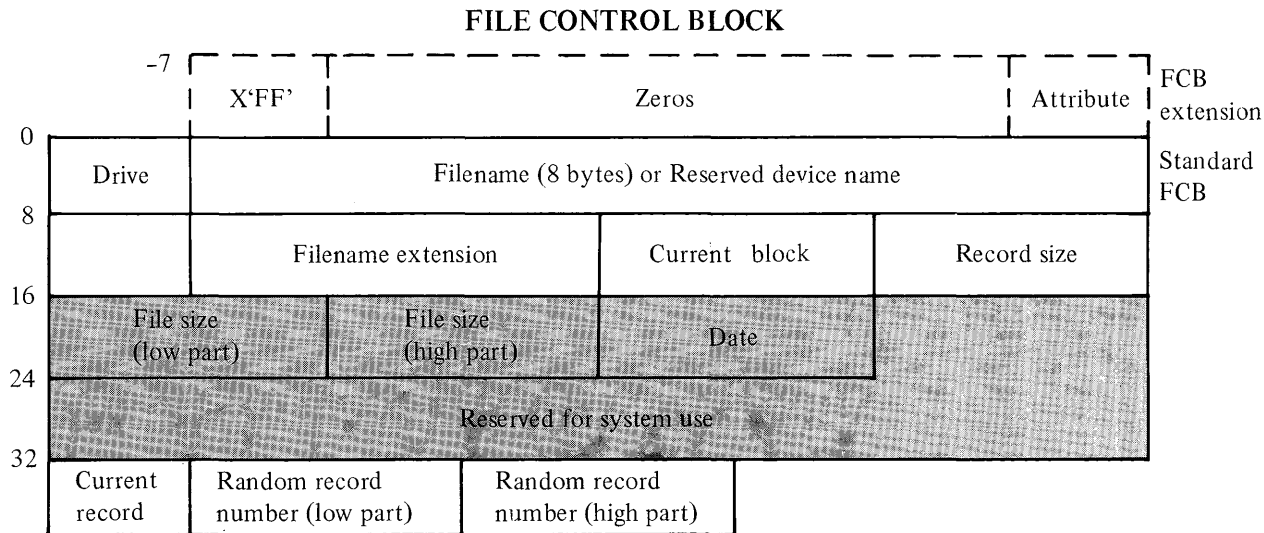 FILE CONTROL BLOCK
-7
X‘FF’
Zeros
Attribute
FCB
extension
0
Drive
Filename (8 bytes) or Reserved device name
Standard
FCB
8
Filename extension
Current block
Record size
16
File size
(low part)
File size
(high part)
Date
24
Reserved for system use
32
Current
record
Random record
number (low part)
Random record
number (high part)